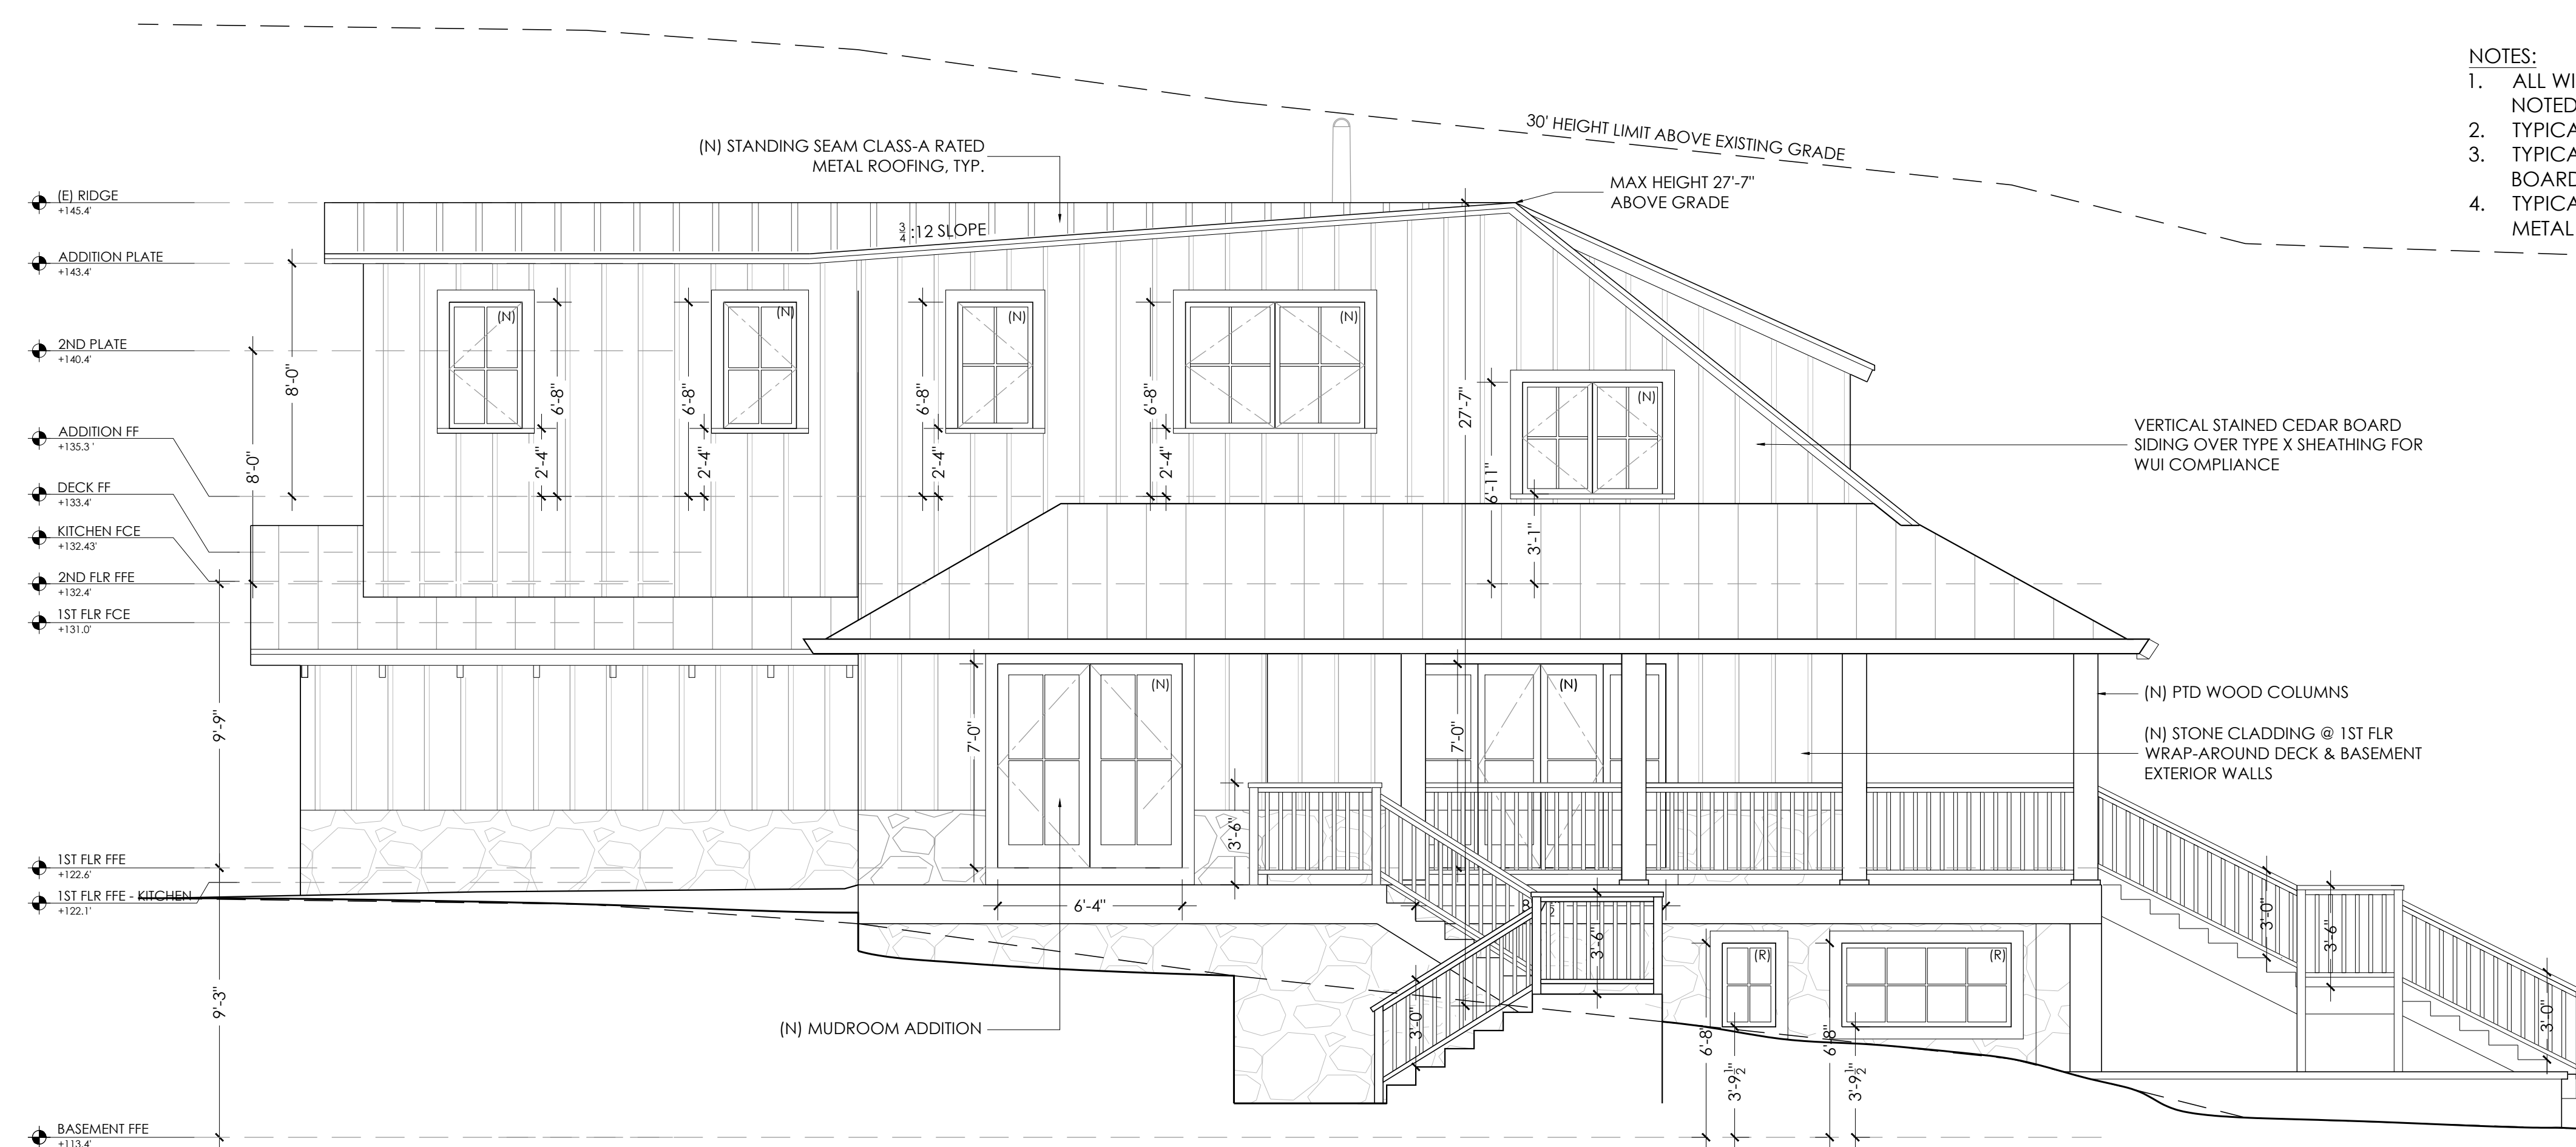 NOTES:
1. ALL WI
NOTED
2. TYPICA
3. TYPICA
BOARD
4. TYPICA
METAL
30' HEIGHT LIMIT ABOVE EXISTING GRADE
(N) STANDING SEAM CLASS-A RATED
METAL ROOFING, TYP.
MAX HEIGHT 27'-7"
ABOVE GRADE
3/4:12 SLOPE
(E) RIDGE
+145.4'
ADDITION PLATE
+143.4'
2ND PLATE
+140.4'
ADDITION FF
+135.3 '
DECK FF
+133.4'
KITCHEN FCE
+132.43'
2ND FLR FFE
+132.4'
1ST FLR FCE
+131.0'
1ST FLR FFE
+122.6'
1ST FLR FFE - KITCHEN
+122.1'
BASEMENT FFE
+113.4'
8'-0"
8'-0"
9'-9"
9'-3"
(N)
(N)
(N)
(N)
(N)
6'-8"
2'-4"
6'-8"
2'-4"
6'-8"
2'-4"
6'-8"
2'-4"
27'-7"
6'-11"
3'-1"
VERTICAL STAINED CEDAR BOARD
SIDING OVER TYPE X SHEATHING FOR
WUI COMPLIANCE
(N) PTD WOOD COLUMNS
(N) STONE CLADDING @ 1ST FLR
WRAP-AROUND DECK & BASEMENT
EXTERIOR WALLS
(N)
(N)
7'-0"
7'-0"
3'-6"
6'-4"
3'-6"
3'-0"
3'-0"
3'-6"
3'-0"
(R)
(R)
6'-8"
3'-9 1/2"
6'-8"
3'-9 1/2"
(N) MUDROOM ADDITION